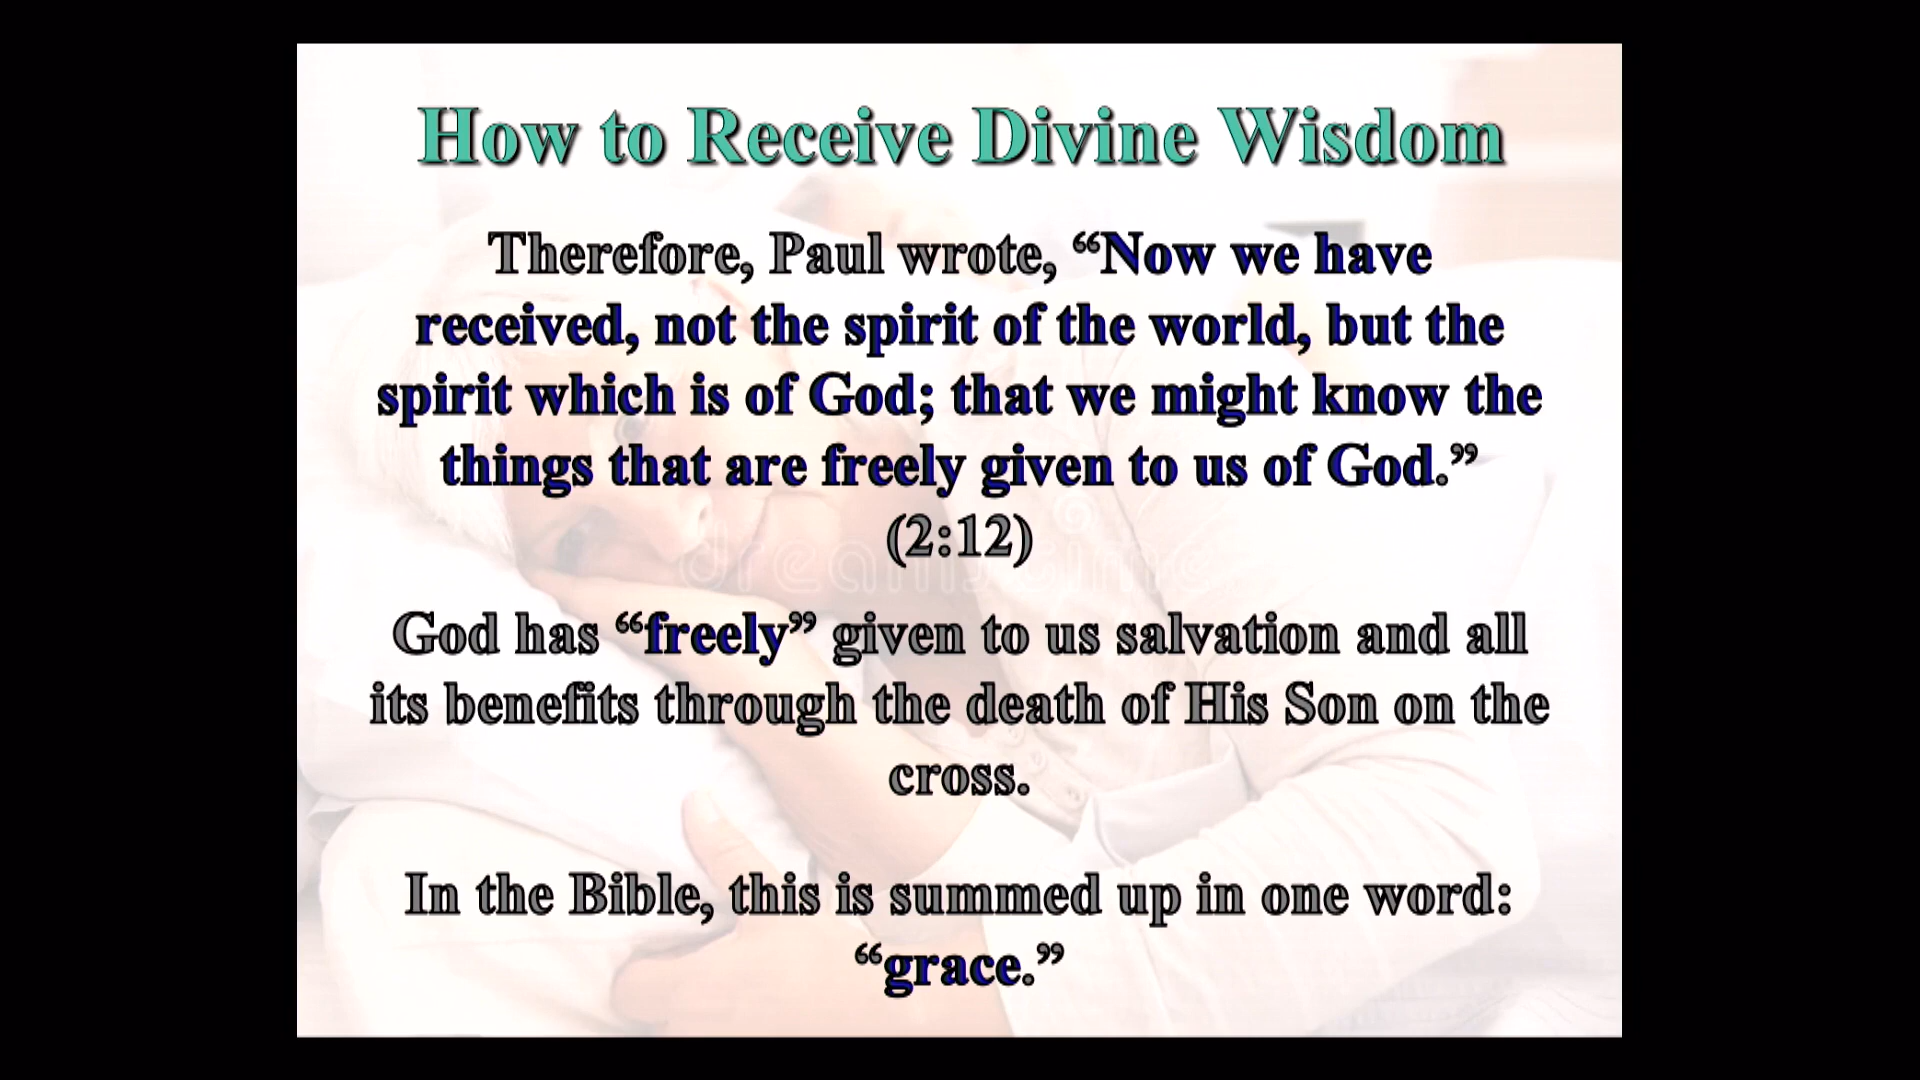 How to Receive Divine Wisdom
Therefore, Paul wrote, “Now we have
received, not the spirit of the world, but the
spirit which is of God; that we might know the
things that are freely given to us of God.”
(2:12)
dreamstime
God has “freely” given to us salvation and all
its benefits through the death of His Son on the
cross.
In the Bible, this is summed up in one word:
“grace.”